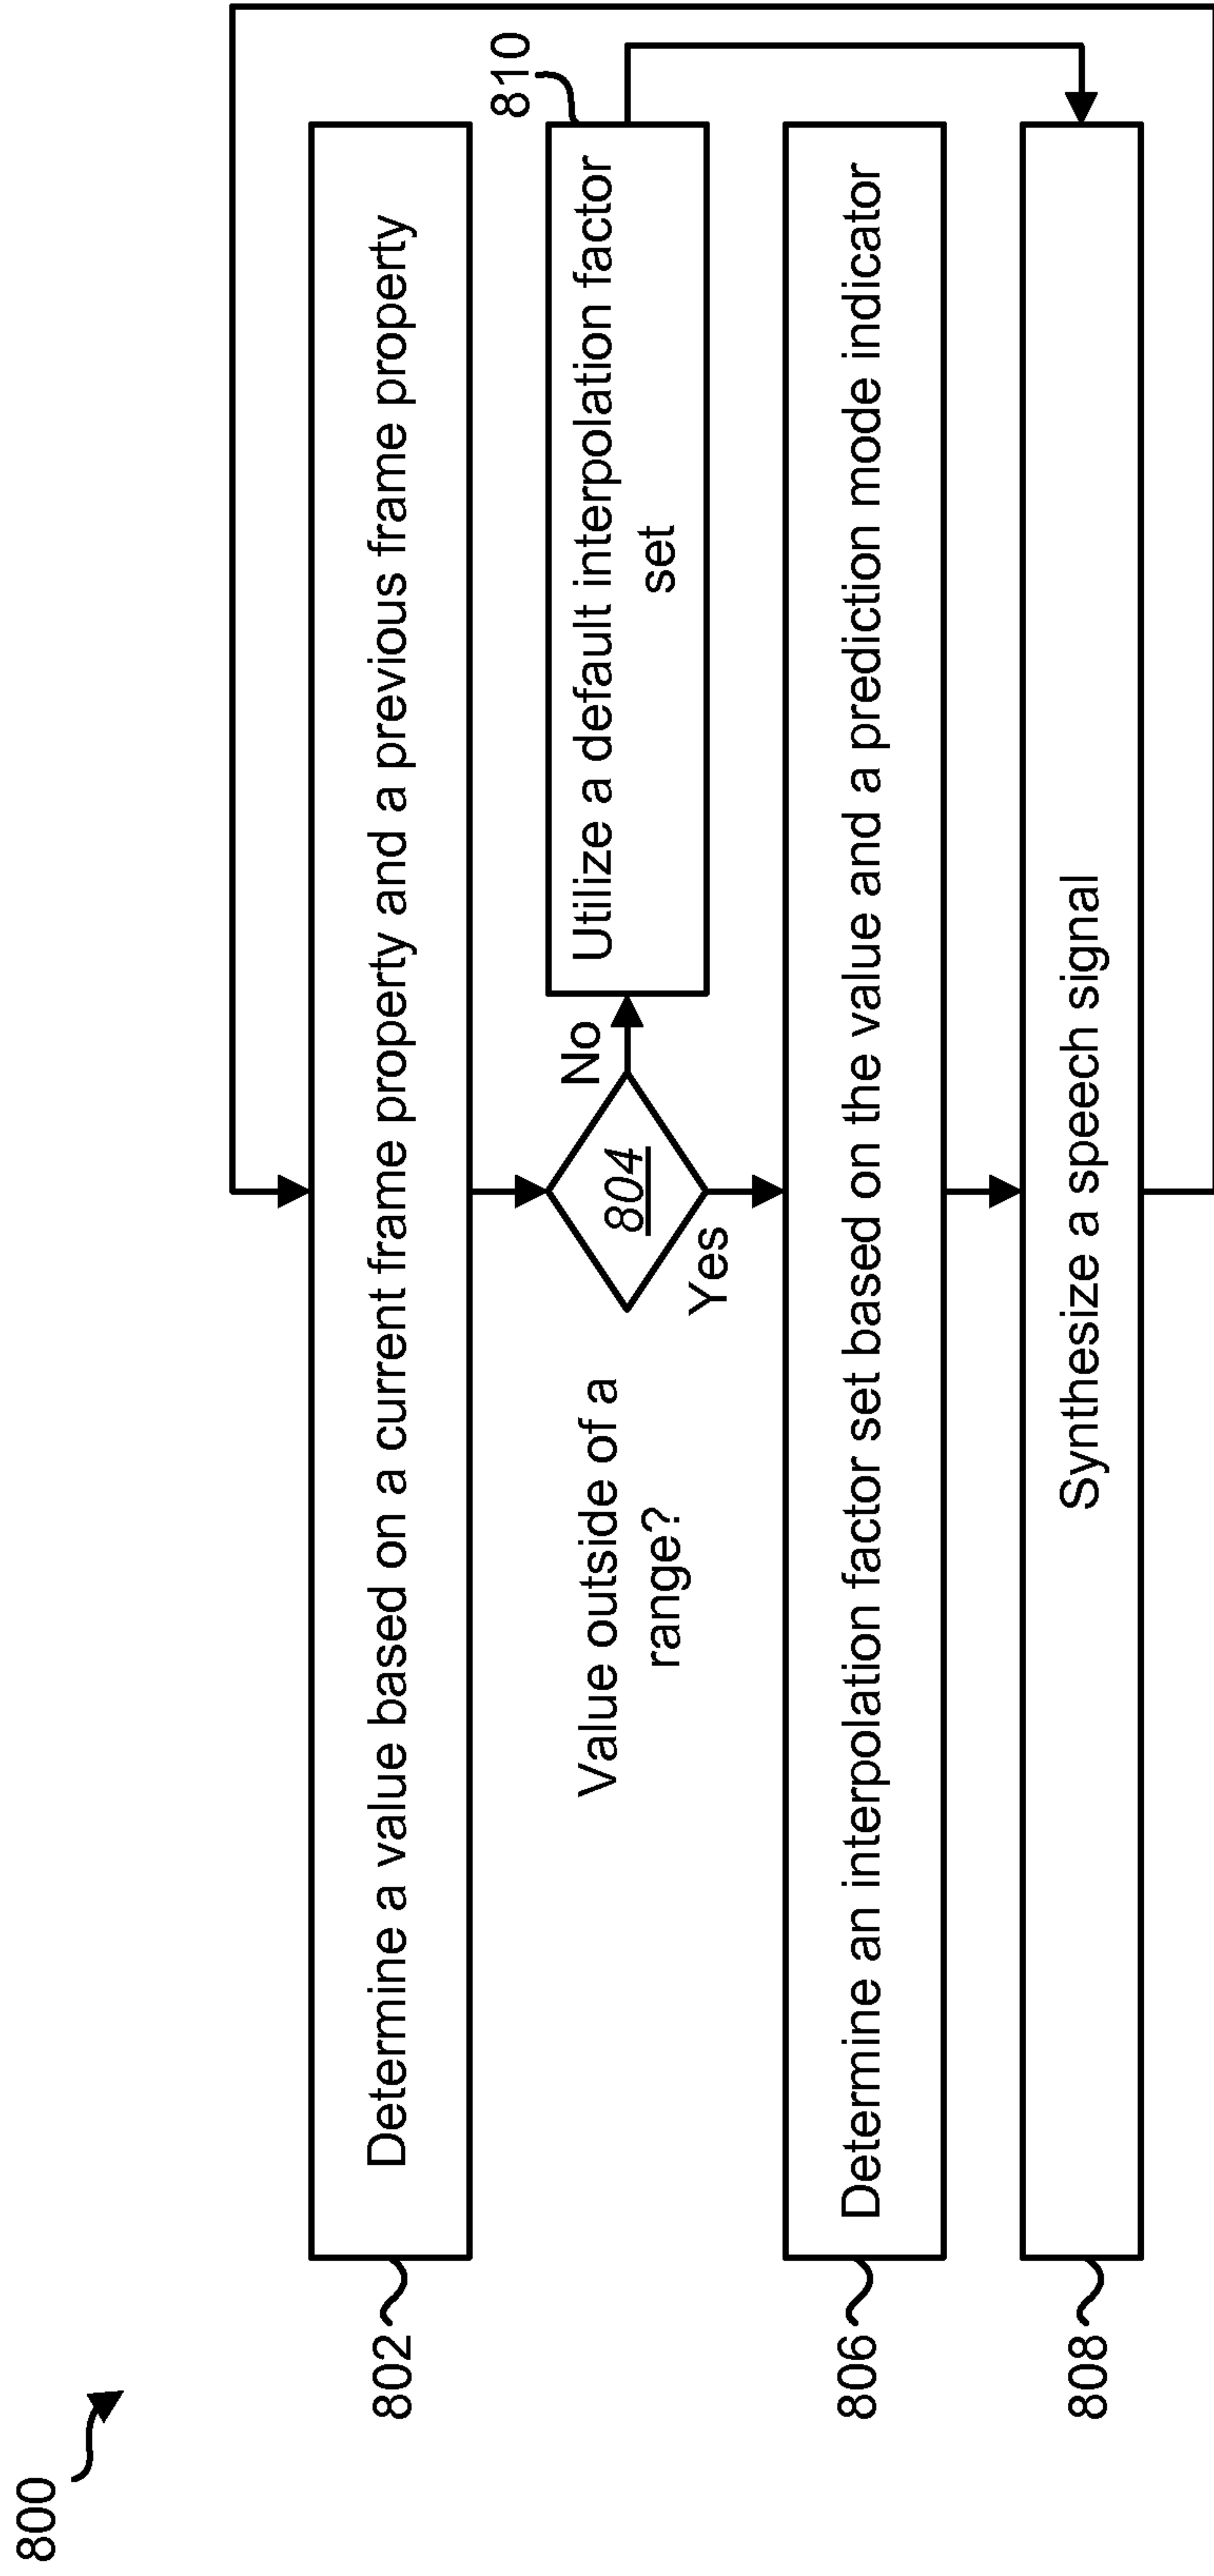 800
802
Determine a value based on a current frame property and a previous frame property
Value outside of a
range?
804
No
Yes
810
Utilize a default interpolation factor
set
806
Determine an interpolation factor set based on the value and a prediction mode indicator
808
Synthesize a speech signal